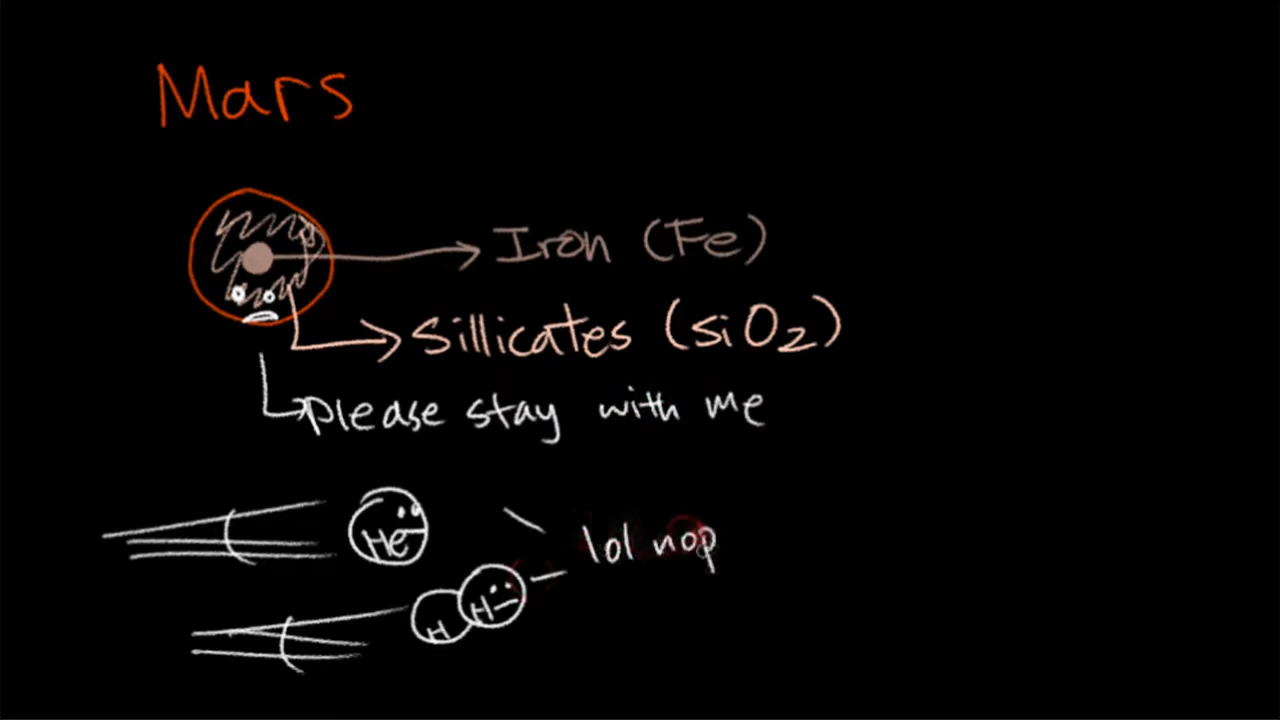 Mars
Iron (Fe)
Sillicates (SiO2)
please stay with me
He
lol nop
H H